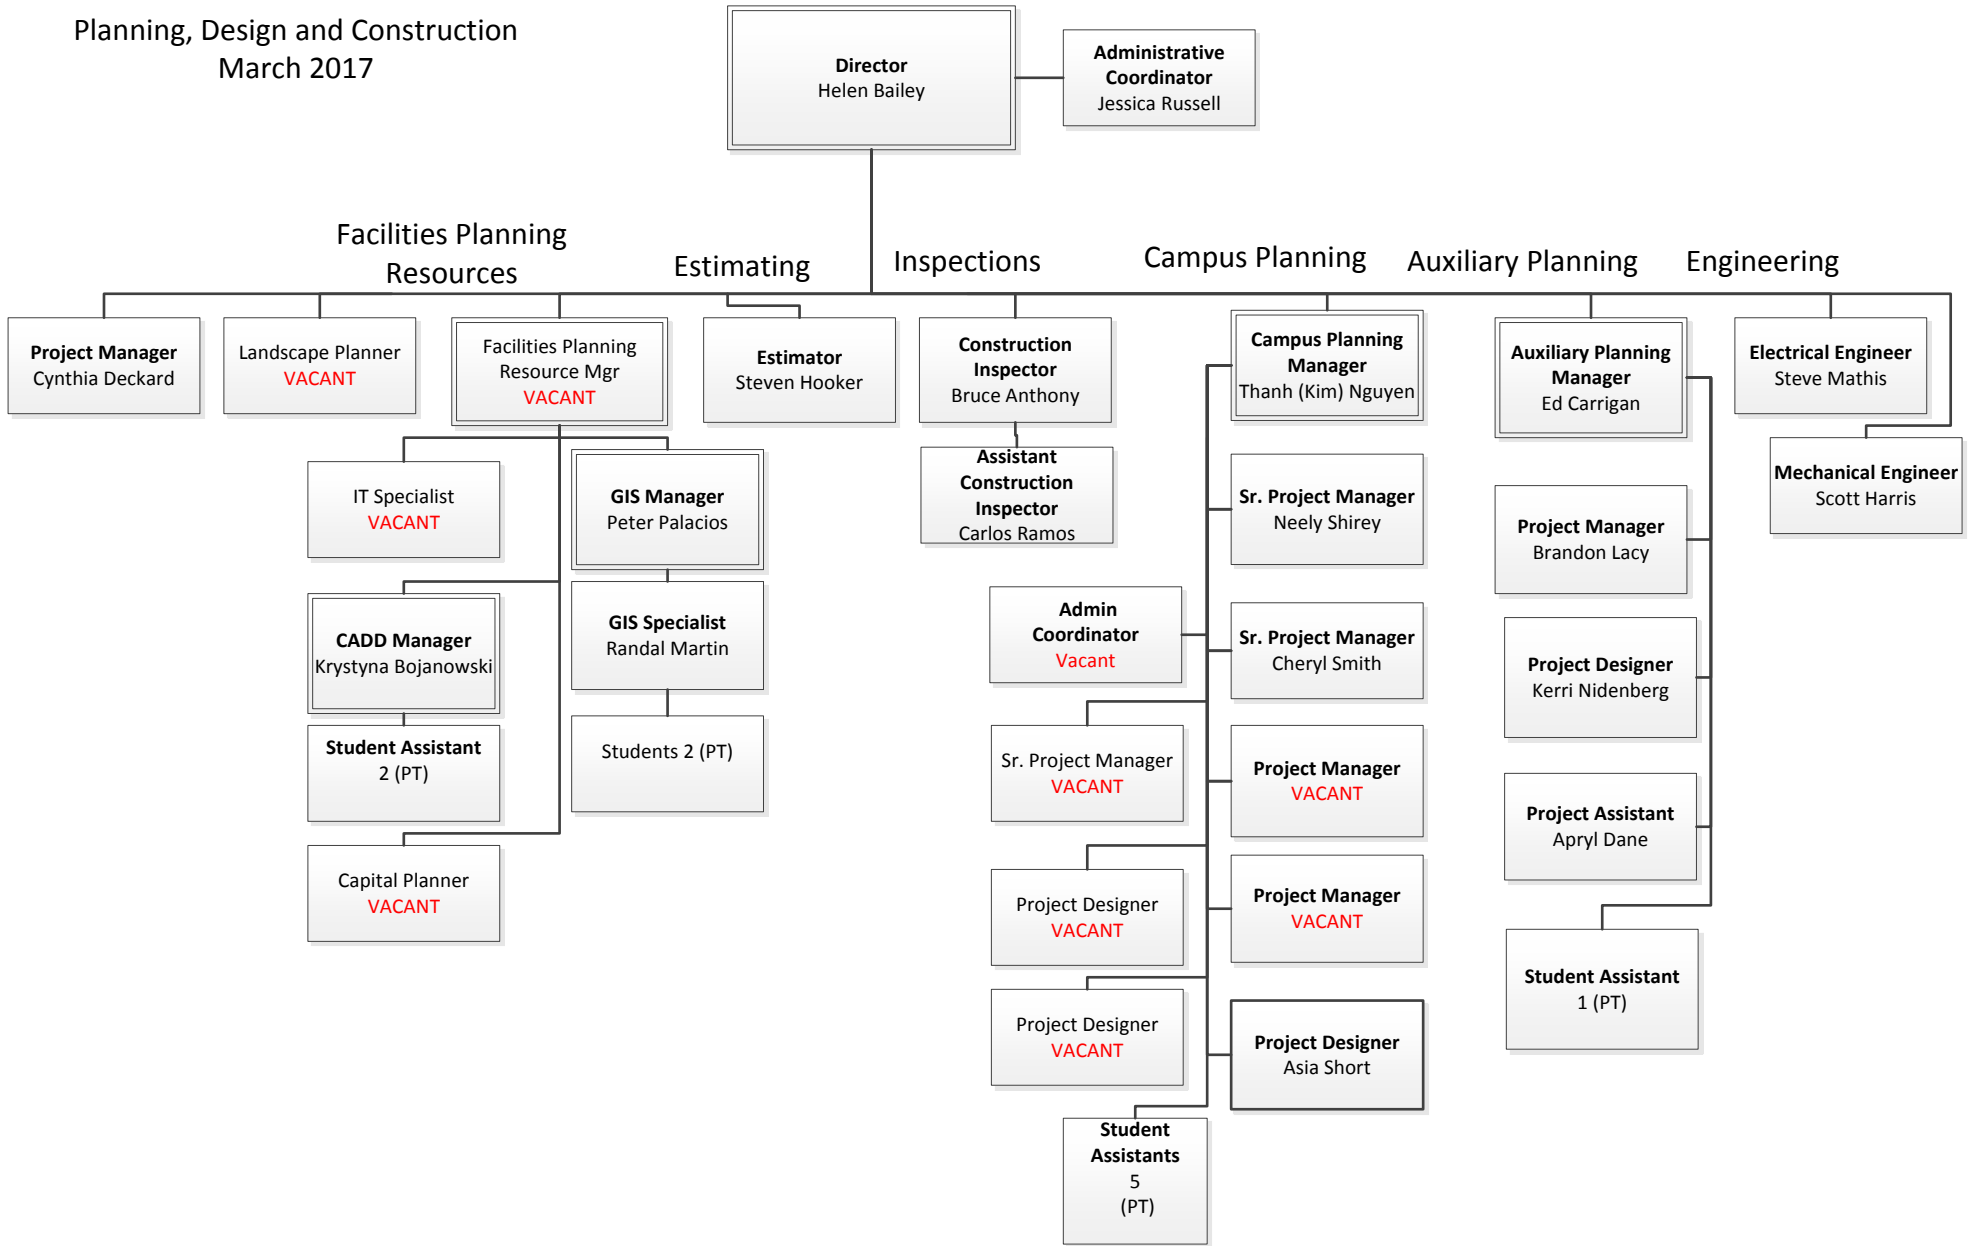 Planning, Design and Construction
March 2017
Director
Helen Bailey
Administrative
Coordinator
Jessica Russell
Facilities Planning
Resources
Estimating
Inspections
Campus Planning
Auxiliary Planning
Engineering
Project Manager
Cynthia Deckard
Landscape Planner
VACANT
Facilities Planning
Resource Mgr
VACANT
Estimator
Steven Hooker
Construction
Inspector
Bruce Anthony
Campus Planning
Manager
Thanh (Kim) Nguyen
Auxiliary Planning
Manager
Ed Carrigan
Electrical Engineer
Steve Mathis
Mechanical Engineer
Scott Harris
IT Specialist
VACANT
GIS Manager
Peter Palacios
Assistant
Construction
Inspector
Carlos Ramos
Sr. Project Manager
Neely Shirey
Project Manager
Brandon Lacy
CADD Manager
Krystyna Bojanowski
GIS Specialist
Randal Martin
Admin
Coordinator
Vacant
Sr. Project Manager
Cheryl Smith
Project Designer
Kerri Nidenberg
Student Assistant
2 (PT)
Students 2 (PT)
Sr. Project Manager
VACANT
Project Manager
VACANT
Project Assistant
Apryl Dane
Capital Planner
VACANT
Project Designer
VACANT
Project Manager
VACANT
Student Assistant
1 (PT)
Project Designer
VACANT
Project Designer
Asia Short
Student
Assistants
5
(PT)